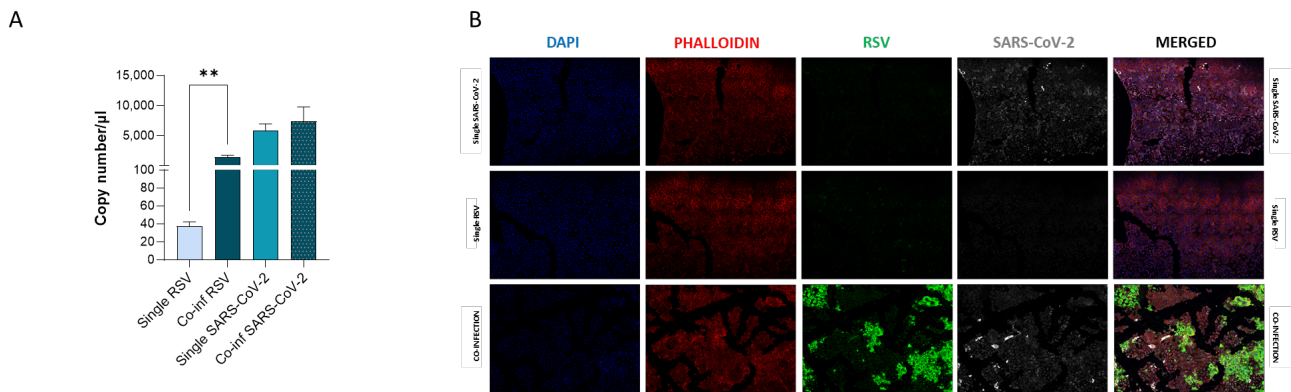 A
B
**
15,000
10,000
5,000
100
80
60
40
20
0
Copy number/µl
Single RSV
Co-inf RSV
Single SARS-CoV-2
Co-inf SARS-CoV-2
DAPI
PHALLOIDIN
RSV
SARS-CoV-2
MERGED
Single SARS-CoV-2
Single SARS-CoV-2
Single RSV
Single RSV
CO-INFECTION
CO-INFECTION